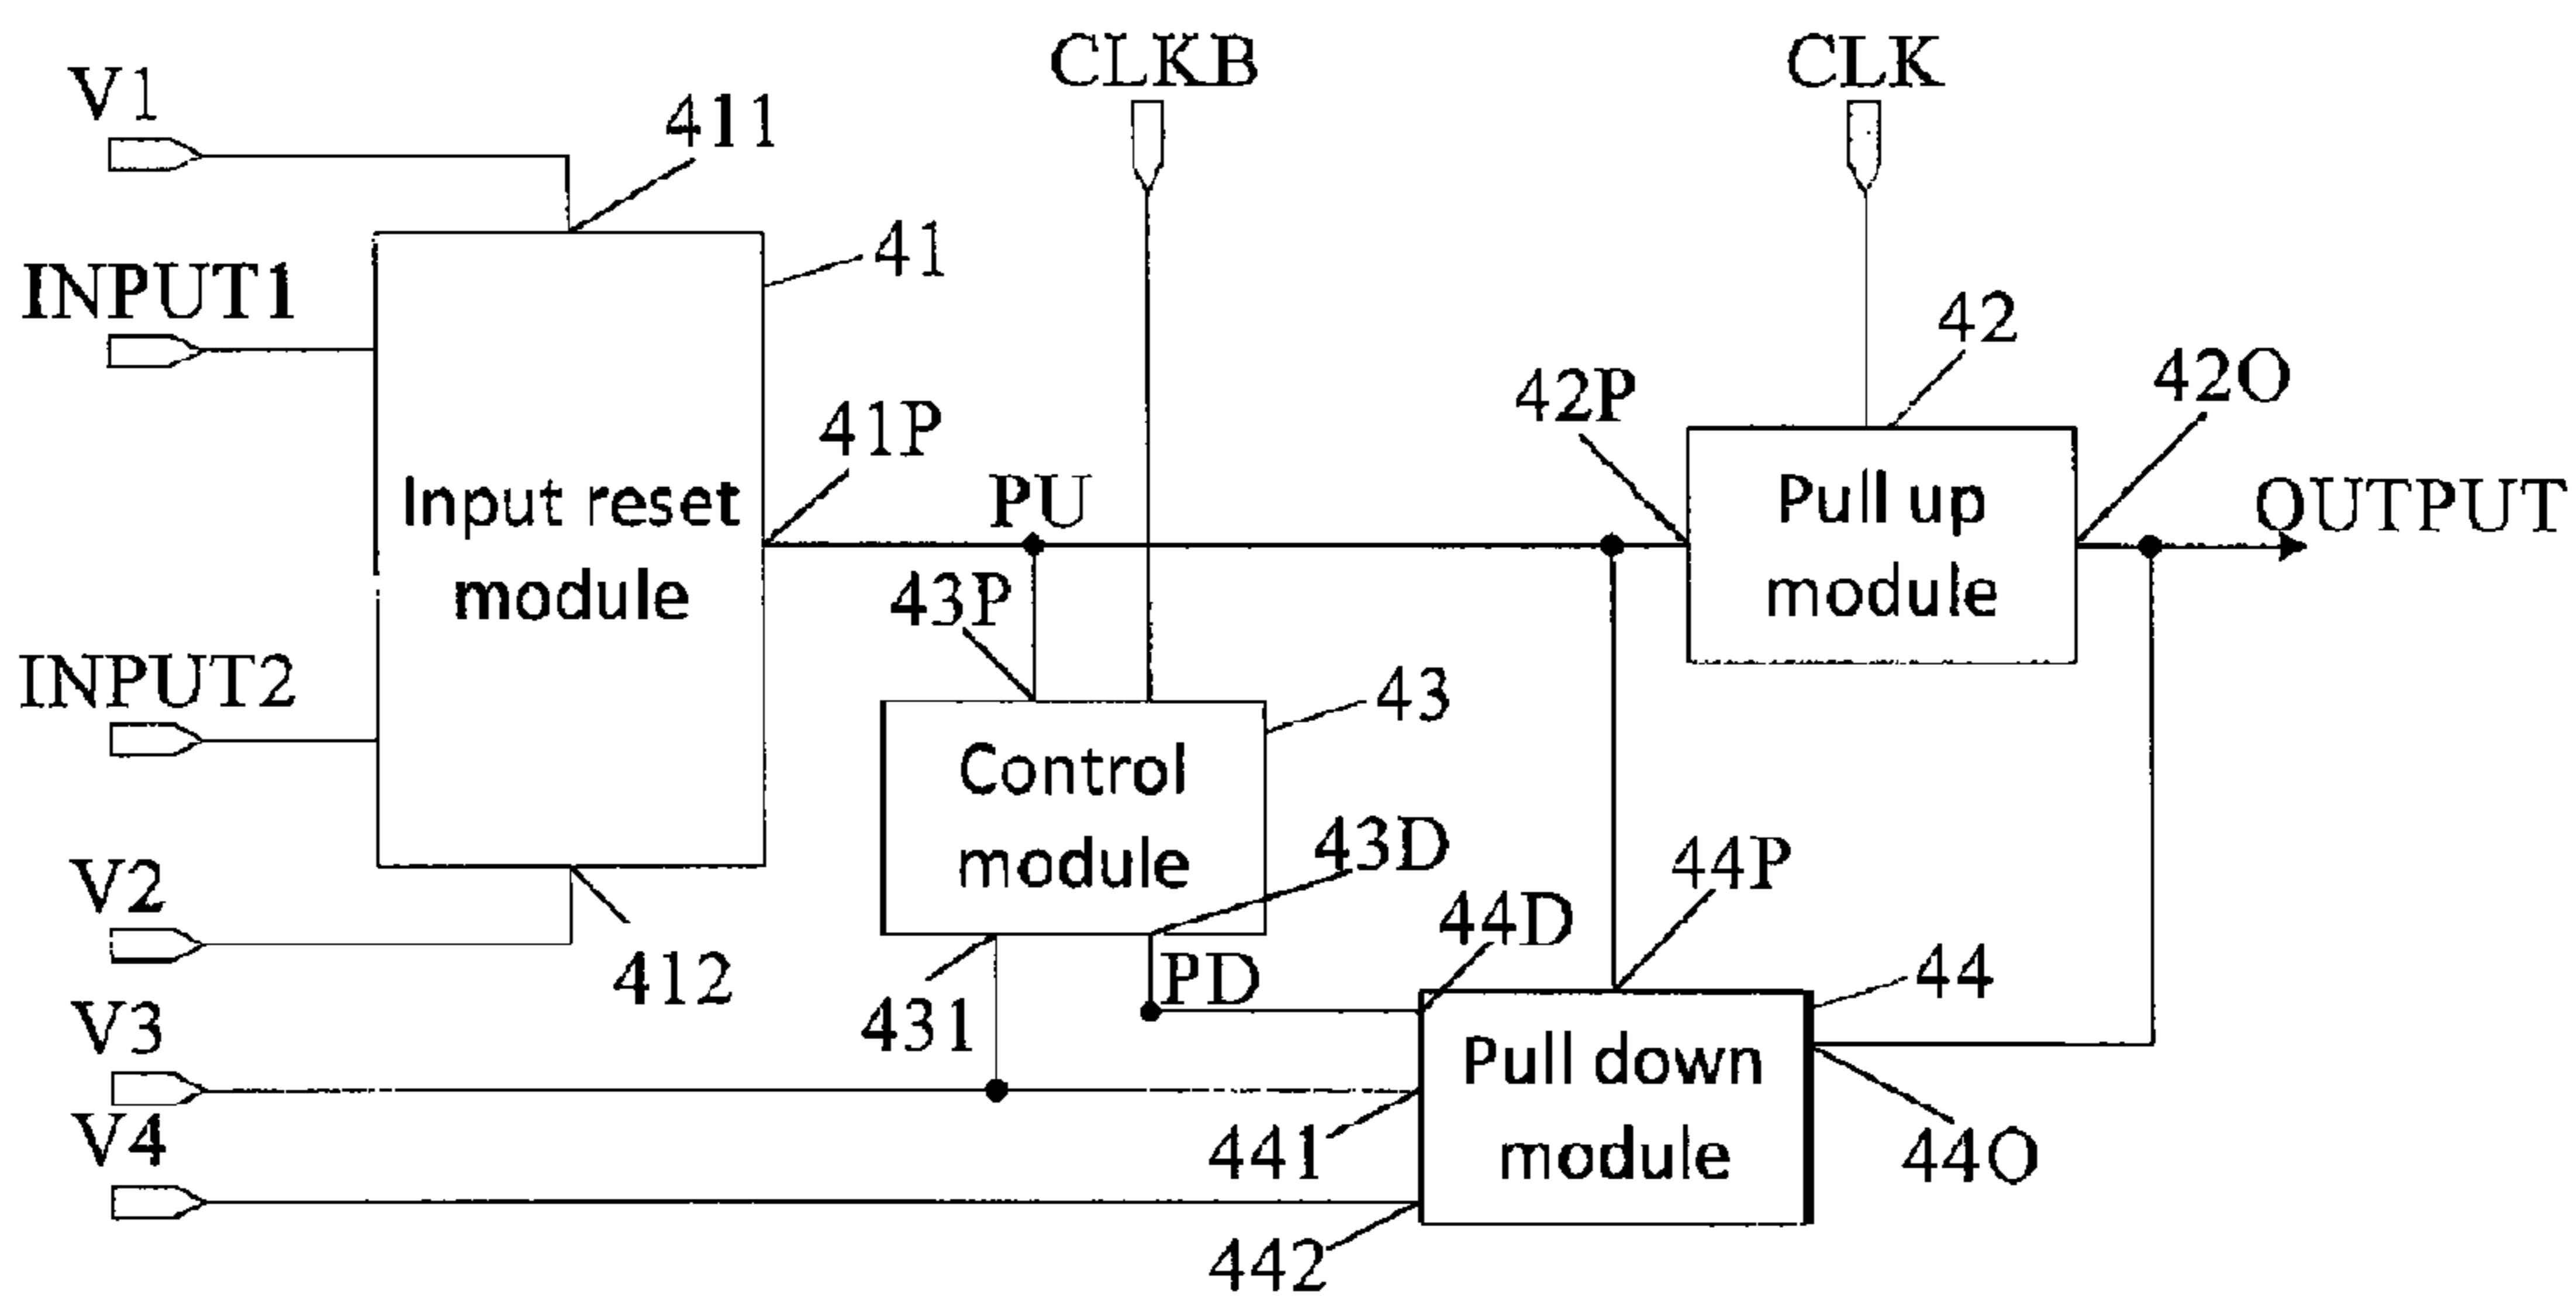 CLKB
CLK
V1
411
INPUT1
41
42
42P
42O
41P
PU
OUTPUT
Input reset
module
Pull up
module
43P
INPUT2
43
Control
module
43D
44P
V2
44D
412
PD
44
431
V3
Pull down
module
V4
441
44O
442